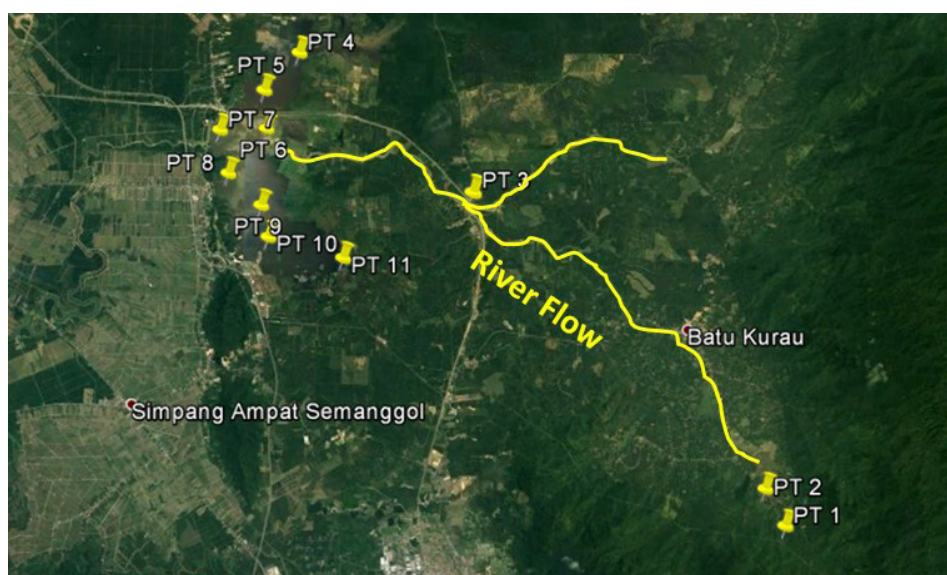 PT 4
PT 5
PT 7
PT 6
PT 8
PT 3
PT 9
PT 10
PT 11
River Flow
Batu Kurau
Simpang Ampat Semanggol
PT 2
PT 1